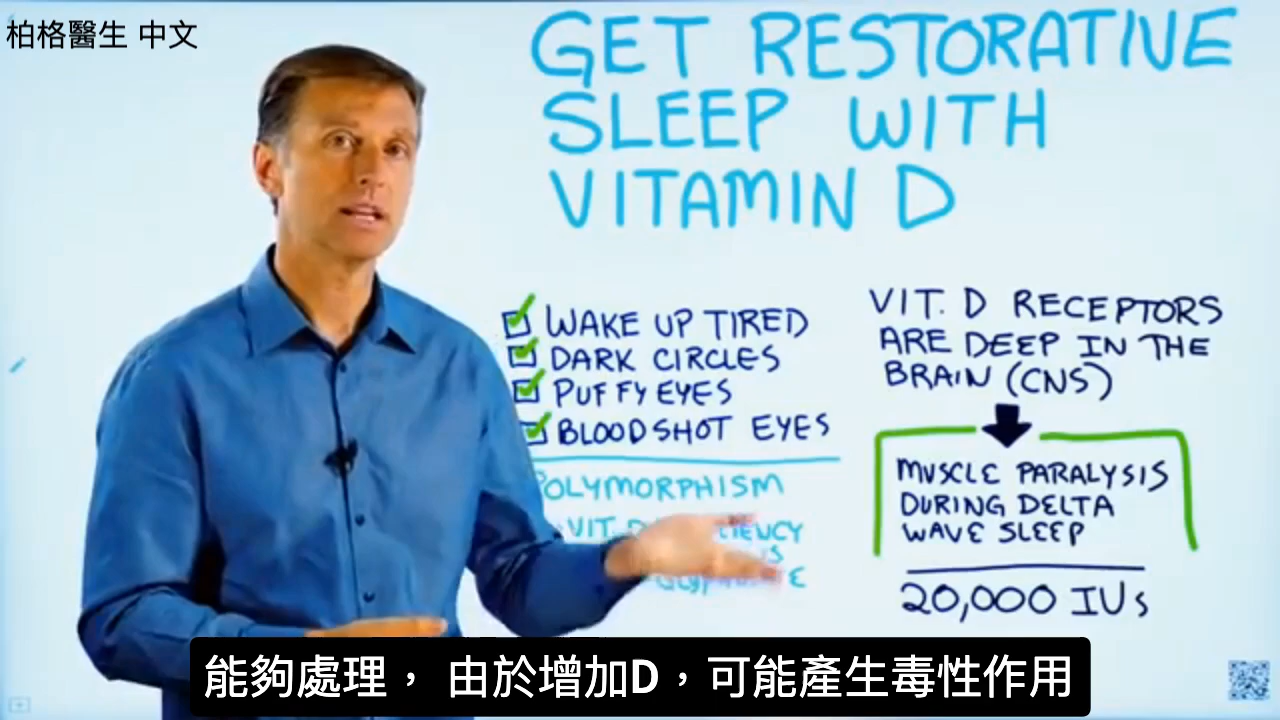 柏格醫生 中文
GET RESTORATIVE
SLEEP WITH
VITAMIN D
WAKE UP TIRED
DARK CIRCLES
PUFFY EYES
BLOODSHOT EYES
POLYMORPHISM
VIT. D
VIT. D RECEPTORS
ARE DEEP IN THE
BRAIN (CNS)
MUSCLE PARALYSIS
DURING DELTA
WAVE SLEEP
20,000 IUs
能夠處理， 由於增加D，可能產生毒性作用